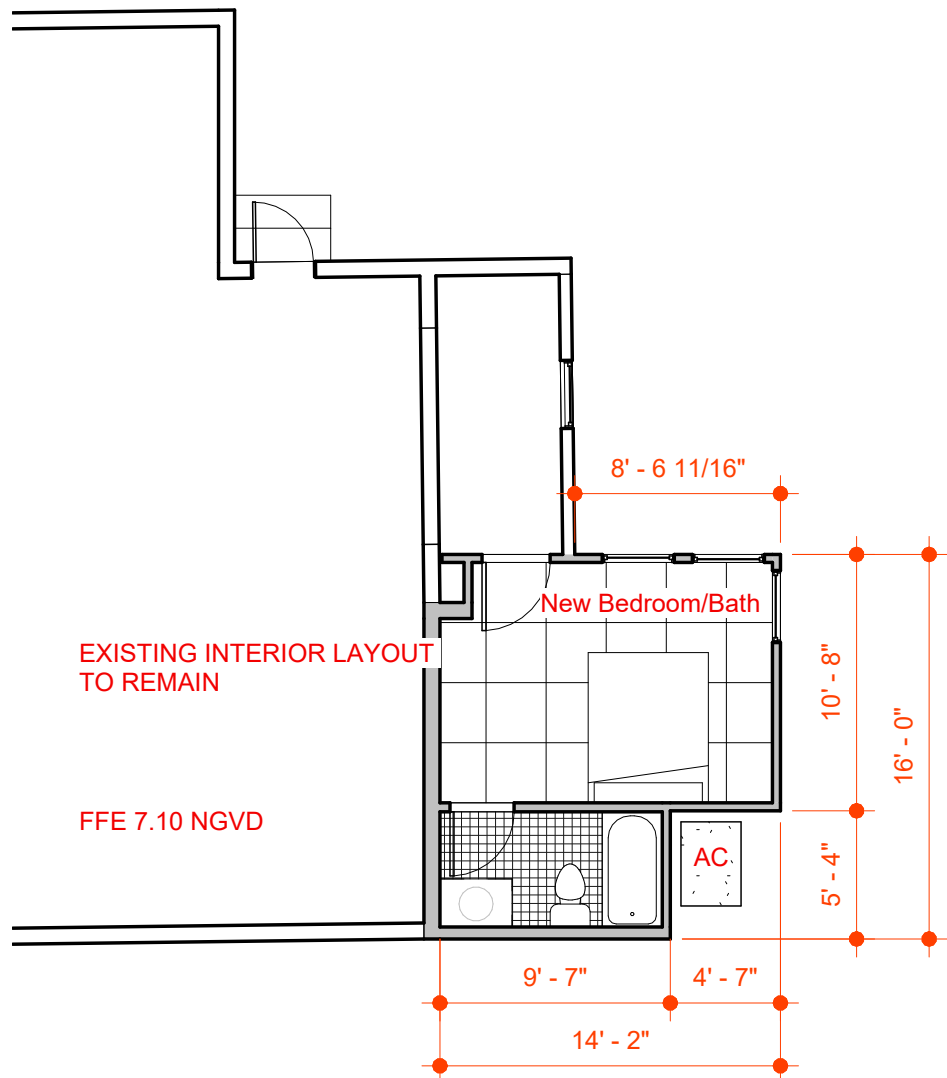 8' - 6 11/16"
New Bedroom/Bath
EXISTING INTERIOR LAYOUT
TO REMAIN
10' - 8"
16' - 0"
FFE 7.10 NGVD
AC
5' - 4"
9' - 7"
4' - 7"
14' - 2"